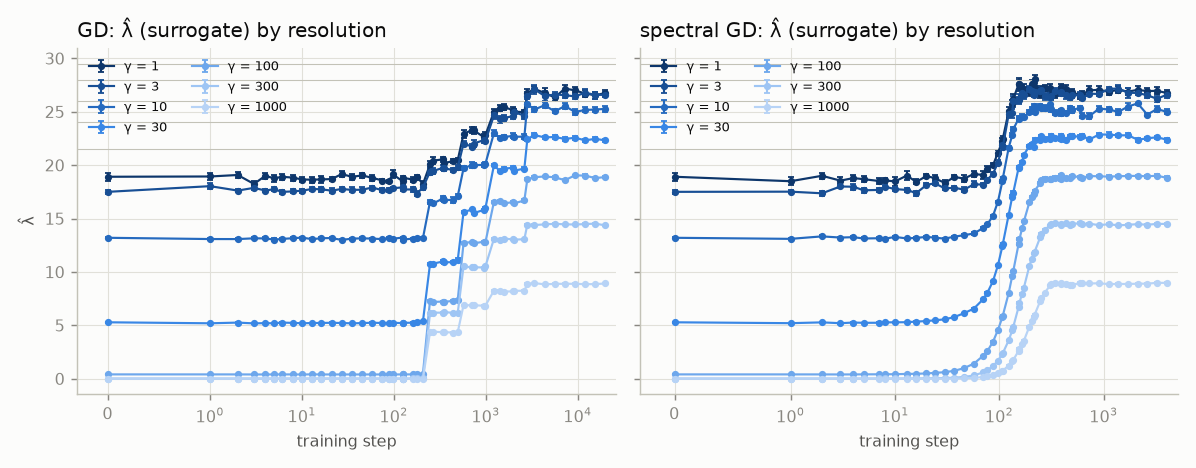 GD: λ̂ (surrogate) by resolution
λ̂
30
25
20
15
10
5
0
γ = 1
γ = 3
γ = 10
γ = 30
γ = 100
γ = 300
γ = 1000
0
10⁰
10¹
10²
10³
10⁴
training step
spectral GD: λ̂ (surrogate) by resolution
γ = 1
γ = 3
γ = 10
γ = 30
γ = 100
γ = 300
γ = 1000
0
10⁰
10¹
10²
10³
training step